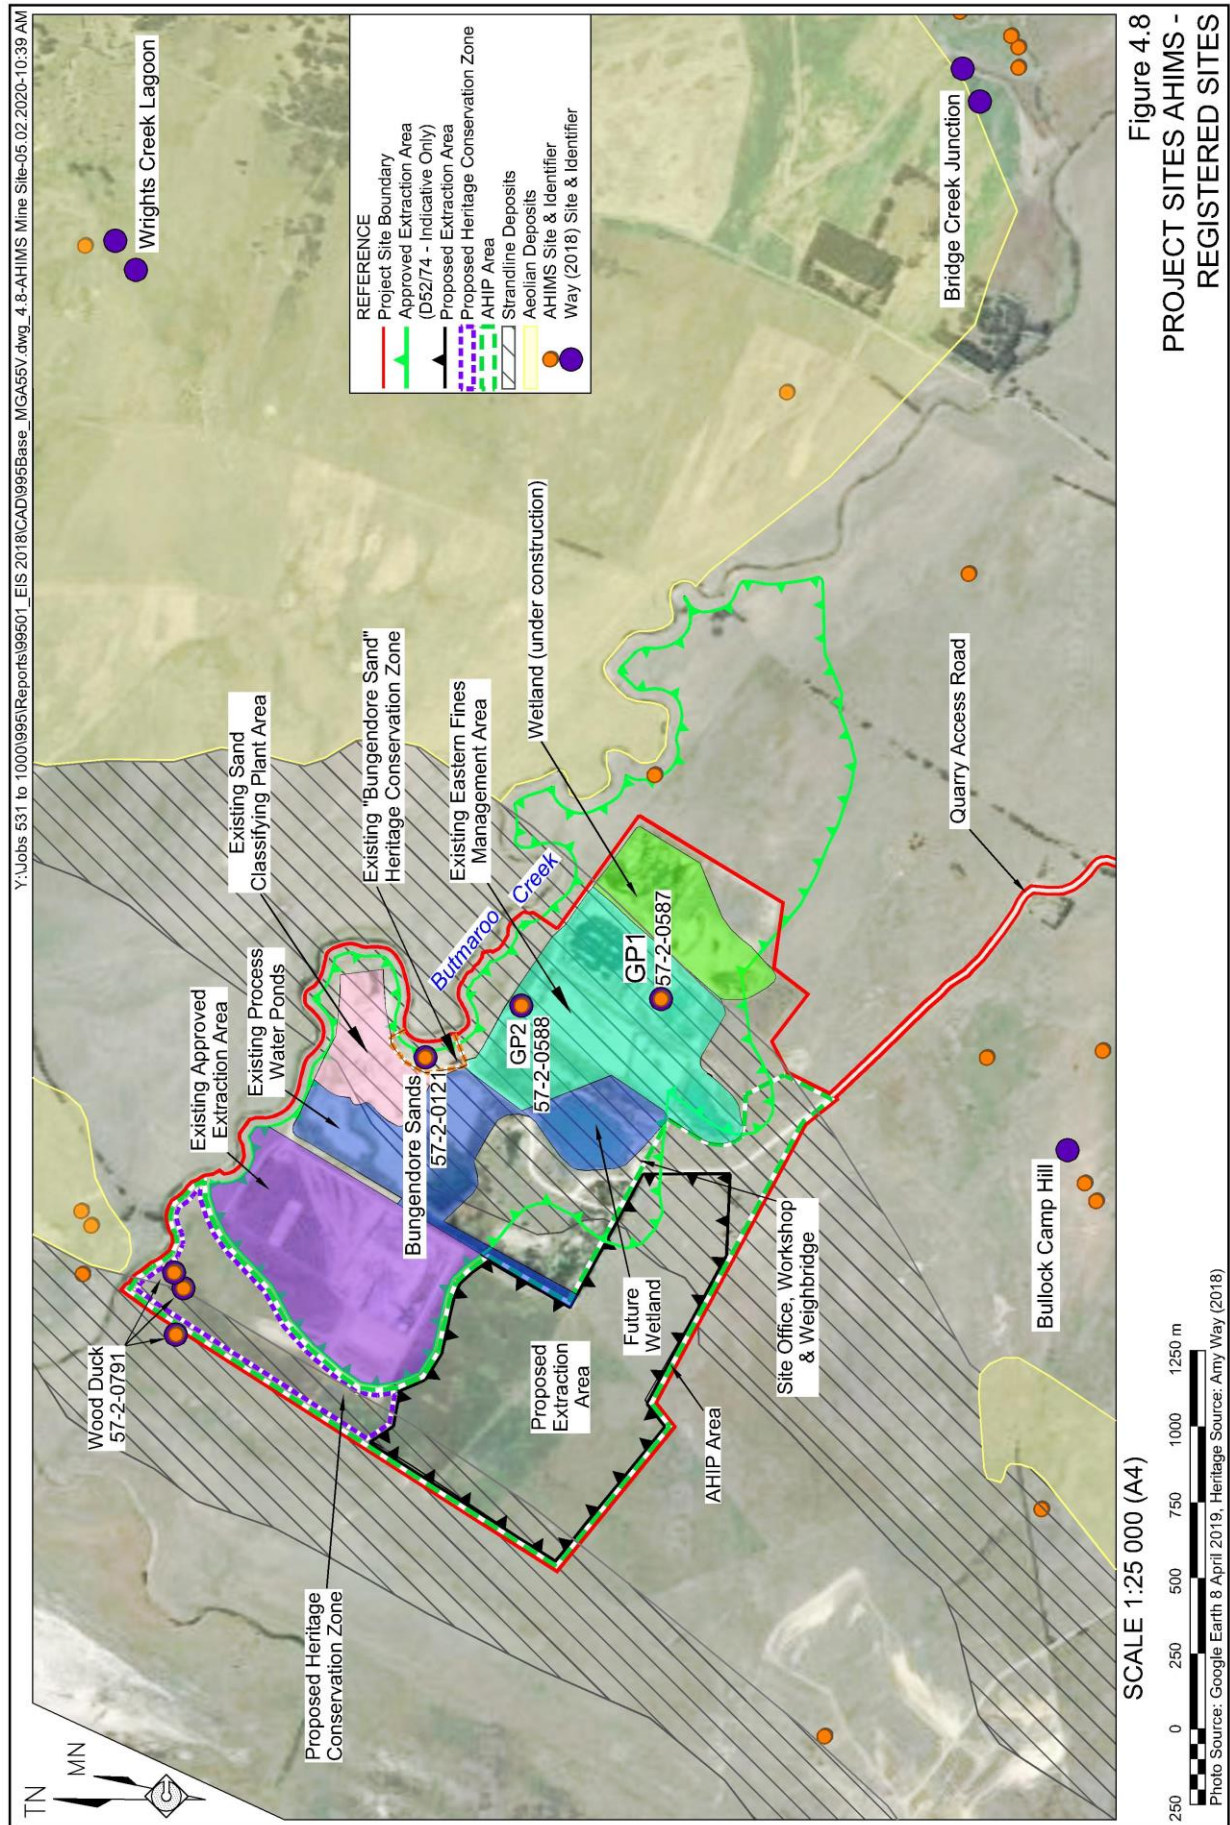 Y:\Jobs 531 to 1000\995\Reports\99501_EIS 2018\CAD\995Base_MGA55V.dwg_4.8-AHIMS Mine Site-05.02.2020-10:39 AM
TN
MN
Wrights Creek Lagoon
REFERENCE
Project Site Boundary
Approved Extraction Area
(D52/74 - Indicative Only)
Proposed Extraction Area
Proposed Heritage Conservation Zone
AHIP Area
Strandline Deposits
Aeolian Deposits
AHIMS Site & Identifier
Way (2018) Site & Identifier
Wood Duck
57-2-0791
Existing Approved
Extraction Area
Existing Process
Water Ponds
Existing Sand
Classifying Plant Area
Existing "Bungendore Sand"
Heritage Conservation Zone
Existing Eastern Fines
Management Area
Wetland (under construction)
Butmaroo Creek
Proposed Heritage
Conservation Zone
Bungendore Sands
57-2-0121
GP2
57-2-0588
GP1
57-2-0587
Proposed
Extraction
Area
Future
Wetland
Site Office, Workshop
& Weighbridge
AHIP Area
Quarry Access Road
Bullock Camp Hill
Bridge Creek Junction
SCALE 1:25 000 (A4)
250 0 250 500 750 1000 1250 m
Photo Source: Google Earth 8 April 2019, Heritage Source: Amy Way (2018)
Figure 4.8
PROJECT SITES AHIMS -
REGISTERED SITES